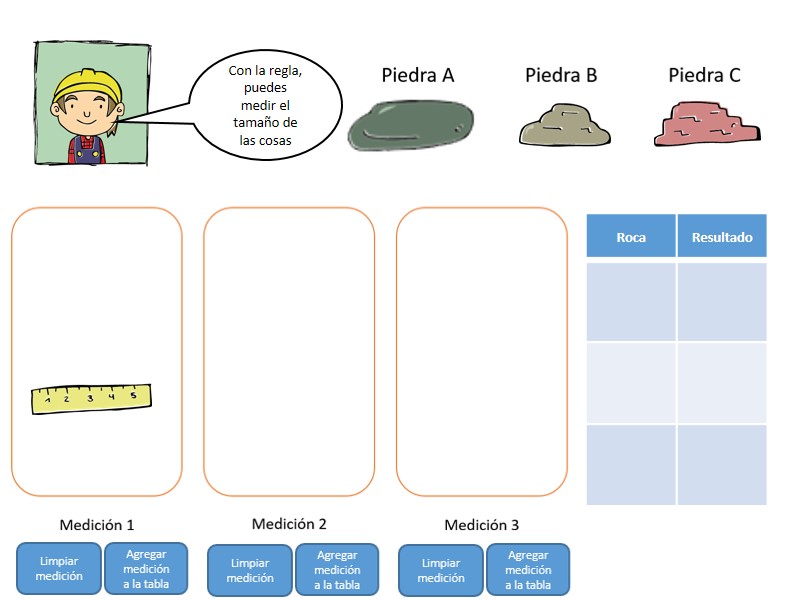 Con la regla,
puedes
medir el
tamaño de
las cosas
Piedra A
Piedra B
Piedra C
1 2 3 4 5
Roca
Resultado
Medición 1
Medición 2
Medición 3
Limpiar
medición
Agregar
medición
a la tabla
Limpiar
medición
Agregar
medición
a la tabla
Limpiar
medición
Agregar
medición
a la tabla